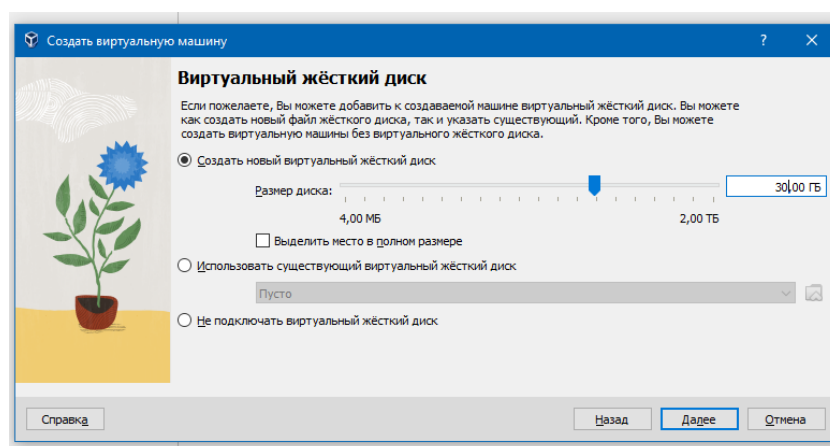 Создать виртуальную машину
?
Виртуальный жёсткий диск
Если пожелаете, Вы можете добавить к создаваемой машине виртуальный жёсткий диск. Вы можете
как создать новый файл жёсткого диска, так и указать существующий. Кроме того, Вы можете
создать виртуальную машины без виртуального жёсткого диска.
Создать новый виртуальный жёсткий диск
Размер диска:
30,00 ГБ
4,00 МБ
2,00 ТБ
Выделить место в полном размере
Использовать существующий виртуальный жёсткий диск
Пусто
Не подключать виртуальный жёсткий диск
Справка
Назад
Далее
Отмена